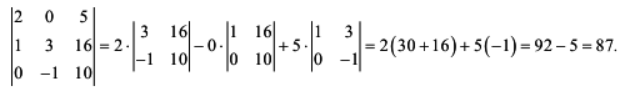 |2 0 5|
|1 3 16| = 2·|3 16| − 0·|1 16| + 5·|1 3| = 2(30+16)+5(−1) = 92−5 = 87.
|−1 10| |0 10| |0 −1|
|0 −1 10|